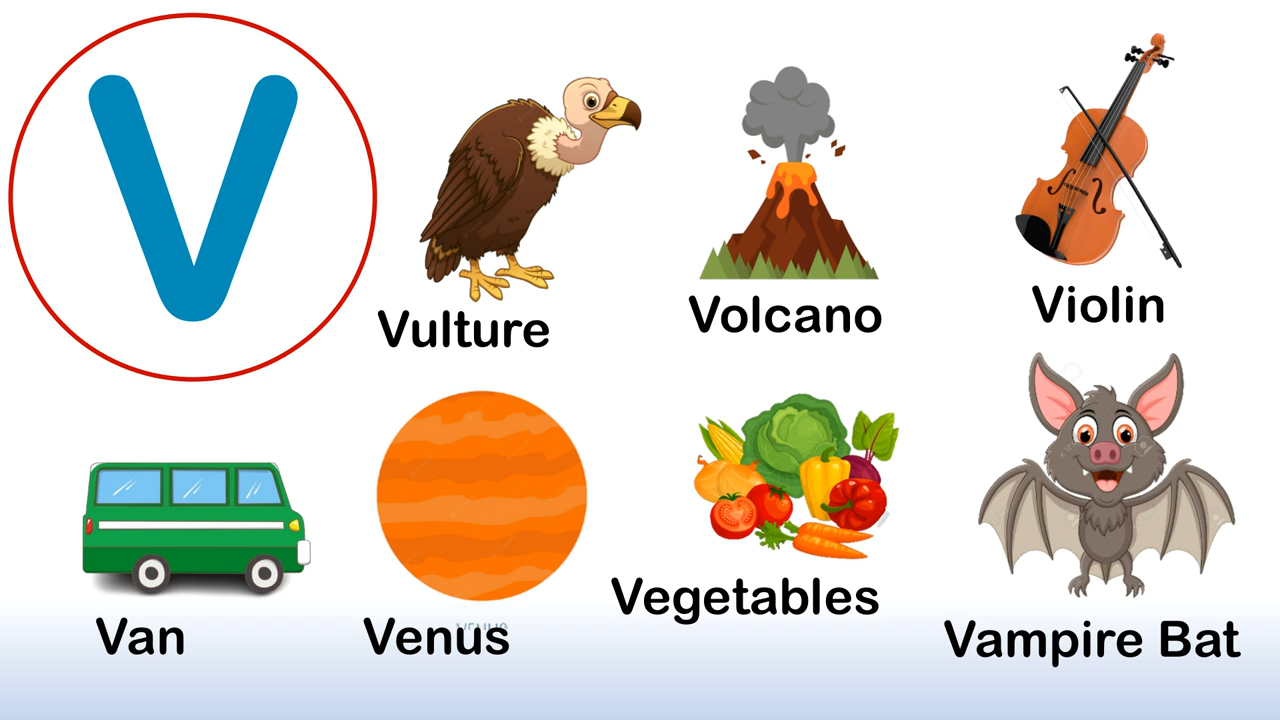 V
Vulture
Volcano
Violin
Van
Venus
Vegetables
Vampire Bat